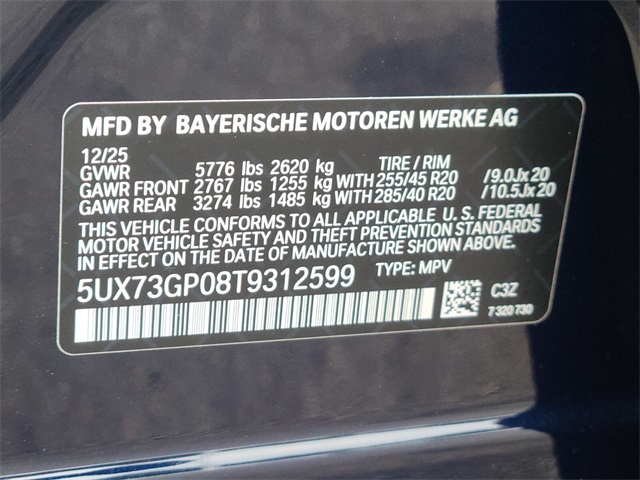 MFD BY BAYERISCHE MOTOREN WERKE AG
12/25 TIRE / RIM
GVWR 5776 lbs 2620 kg
GAWR FRONT 2767 lbs 1255 kg WITH 255/45 R20 /9.0Jx20
GAWR REAR 3274 lbs 1485 kg WITH 285/40 R20 /10.5Jx20
THIS VEHICLE CONFORMS TO ALL APPLICABLE U. S. FEDERAL
MOTOR VEHICLE SAFETY AND THEFT PREVENTION STANDARDS
IN EFFECT ON THE DATE OF MANUFACTURE SHOWN ABOVE.
5UX73GP08T9312599 TYPE: MPV
C3Z
7 320 730